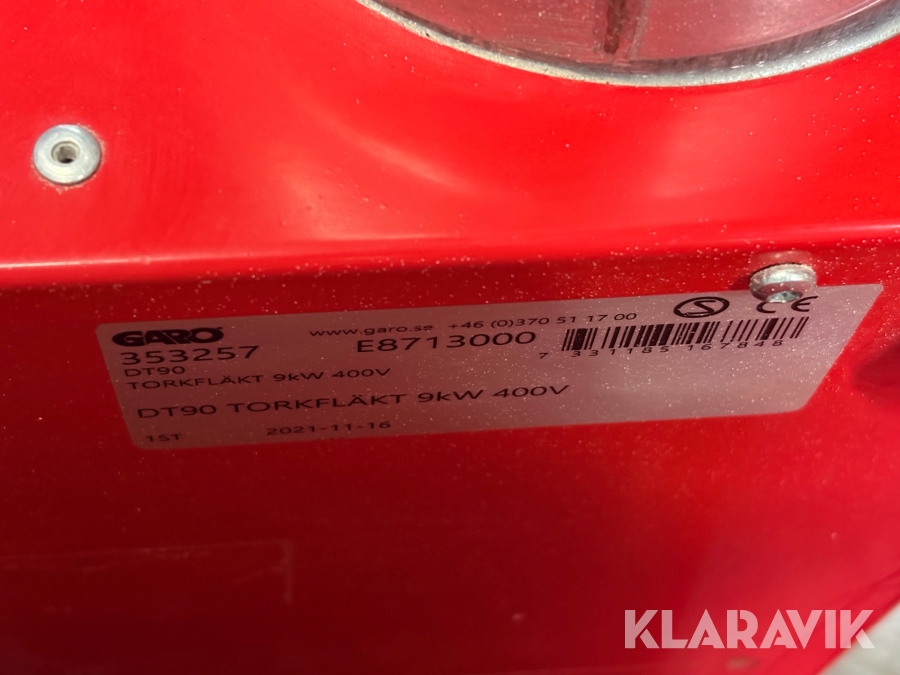 GARO www.garo.se +46 (0)370 51 17 00 S CE
353257 E8713000
7 331185 167848
DT90
TORKFLÄKT 9kW 400V
DT90 TORKFLÄKT 9kW 400V
1ST 2021-11-16
KLARAVIK